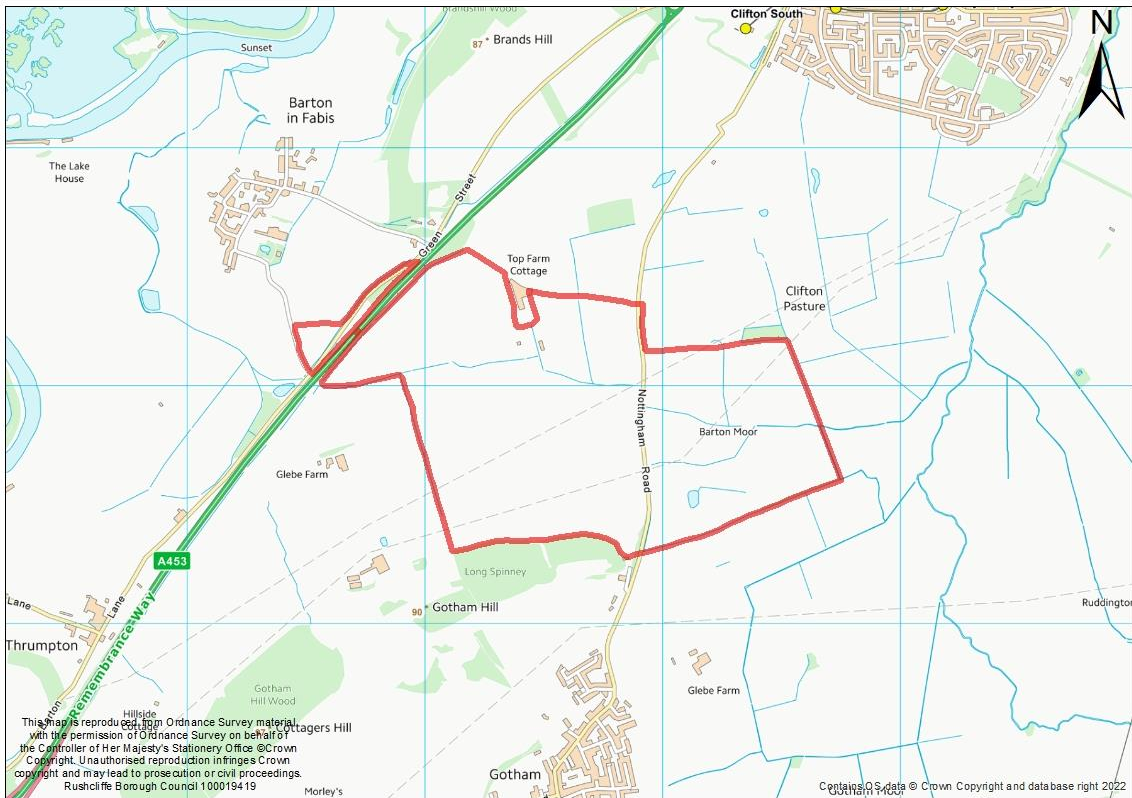 Brandshill Wood
Clifton South
N
Sunset
87
Brands Hill
Barton
in Fabis
The Lake
House
Green Street
Top Farm
Cottage
Clifton
Pasture
Nottingham Road
Barton Moor
Glebe Farm
A453
Long Spinney
90
Gotham Hill
Lane
Lane
Thrumpton
Remembrance Way
Barton
Ruddington
Glebe Farm
Gotham
Hill Wood
Hillside
Cottage
Cottagers Hill
Gotham
Morley's
Gotham Moor
This map is reproduced from Ordnance Survey material
with the permission of Ordnance Survey on behalf of
the Controller of Her Majesty's Stationery Office ©Crown
Copyright. Unauthorised reproduction infringes Crown
copyright and may lead to prosecution or civil proceedings.
Rushcliffe Borough Council 100019419
Contains OS data © Crown Copyright and database right 2022